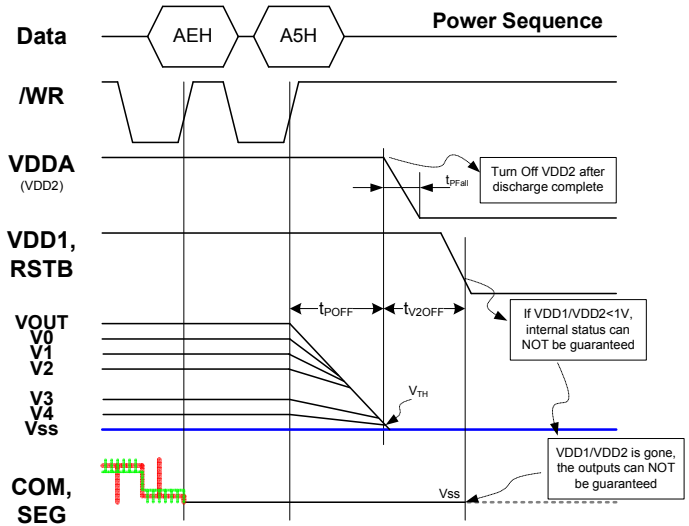 Power Sequence
Data
AEH
A5H
/WR
VDDA
(VDD2)
tPFall
Turn Off VDD2 after
discharge complete
VDD1,
RSTB
tPOFF
tV2OFF
If VDD1/VDD2<1V,
internal status can
NOT be guaranteed
VOUT
V0
V1
V2
V3
V4
Vss
VTH
VDD1/VDD2 is gone,
the outputs can NOT
be guaranteed
COM,
SEG
Vss